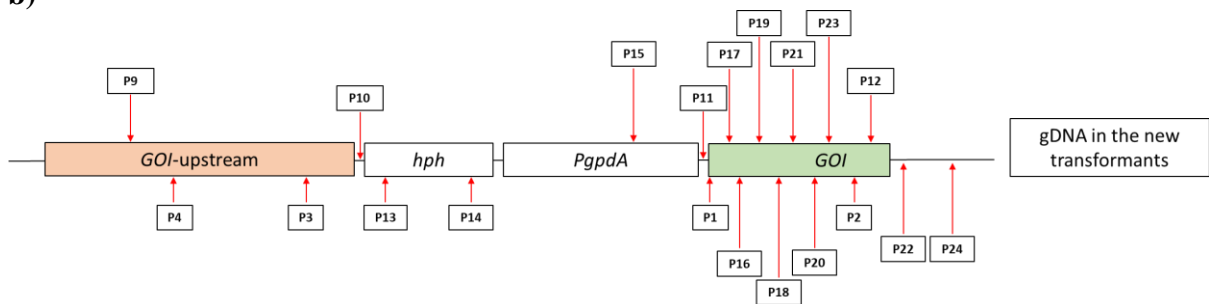 b)
P19
P23
P15
P17
P21
P9
P12
P10
P11
GOI-upstream
hph
PgpdA
GOI
gDNA in the new
transformants
P4
P3
P13
P14
P1
P2
P16
P20
P22
P24
P18